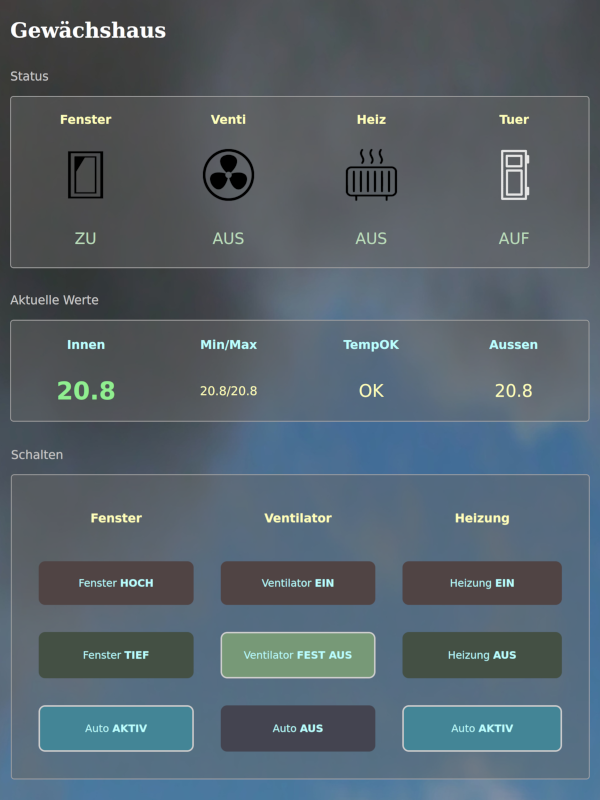 Gewächshaus
Status
Fenster Venti Heiz Tuer
ZU AUS AUS AUF
Aktuelle Werte
Innen Min/Max TempOK Aussen
20.8 20.8/20.8 OK 20.8
Schalten
Fenster Ventilator Heizung
Fenster HOCH Ventilator EIN Heizung EIN
Fenster TIEF Ventilator FEST AUS Heizung AUS
Auto AKTIV Auto AUS Auto AKTIV